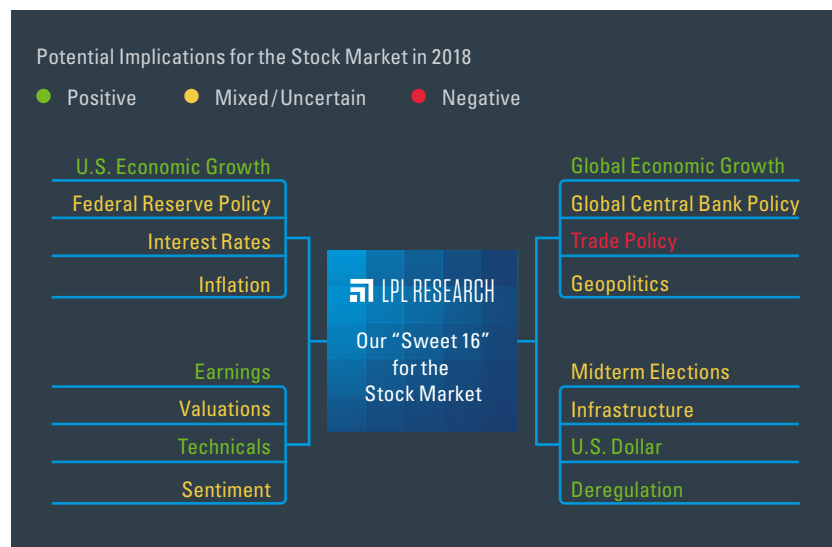 Potential Implications for the Stock Market in 2018
Positive
Mixed/Uncertain
Negative
U.S. Economic Growth
Federal Reserve Policy
Interest Rates
Inflation
Earnings
Valuations
Technicals
Sentiment
LPL RESEARCH
Our “Sweet 16”
for the
Stock Market
Global Economic Growth
Global Central Bank Policy
Trade Policy
Geopolitics
Midterm Elections
Infrastructure
U.S. Dollar
Deregulation